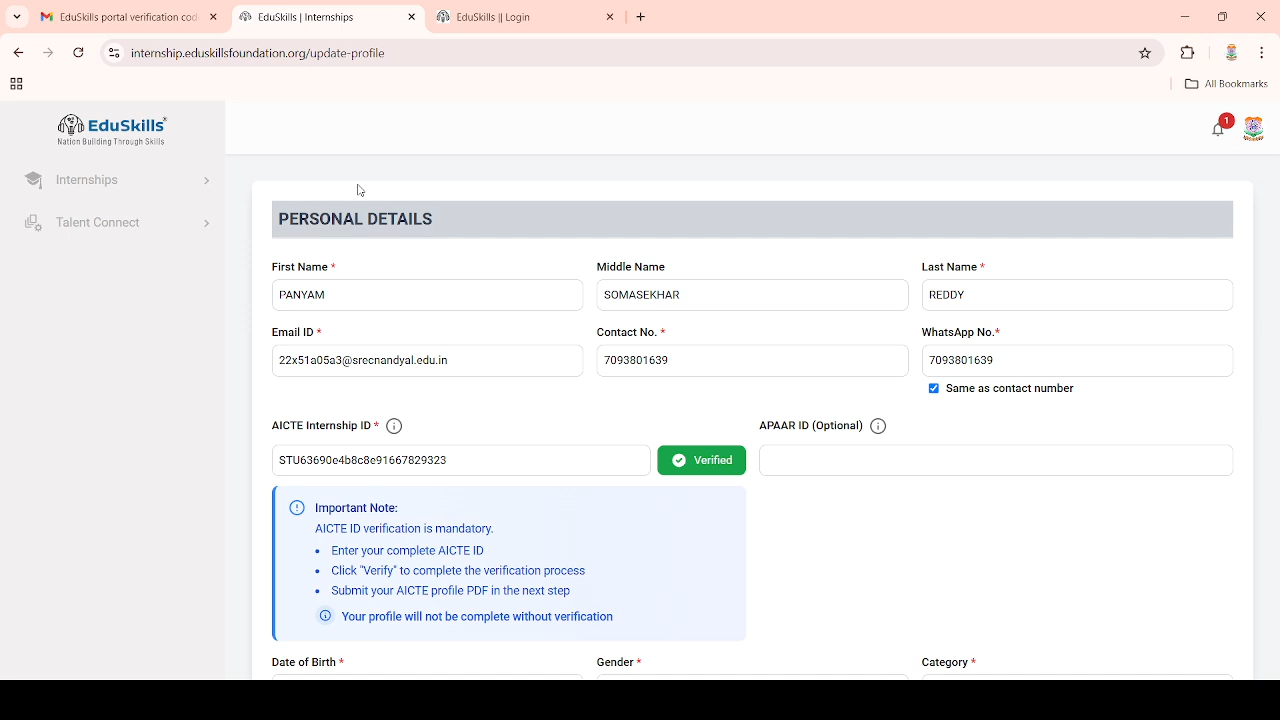 EduSkills portal verification cod
EduSkills | Internships
EduSkills || Login
internship.eduskillsfoundation.org/update-profile
All Bookmarks
EduSkills
Nation Building Through Skills
1
Internships
Talent Connect
PERSONAL DETAILS
First Name *
Middle Name
Last Name *
PANYAM
SOMASEKHAR
REDDY
Email ID *
Contact No. *
WhatsApp No.*
22x51a05a3@srecnandyal.edu.in
7093801639
7093801639
Same as contact number
AICTE Internship ID *
APAAR ID (Optional)
STU63690e4b8c8e91667829323
Verified
Important Note:
AICTE ID verification is mandatory.
• Enter your complete AICTE ID
• Click "Verify" to complete the verification process
• Submit your AICTE profile PDF in the next step
Your profile will not be complete without verification
Date of Birth *
Gender *
Category *